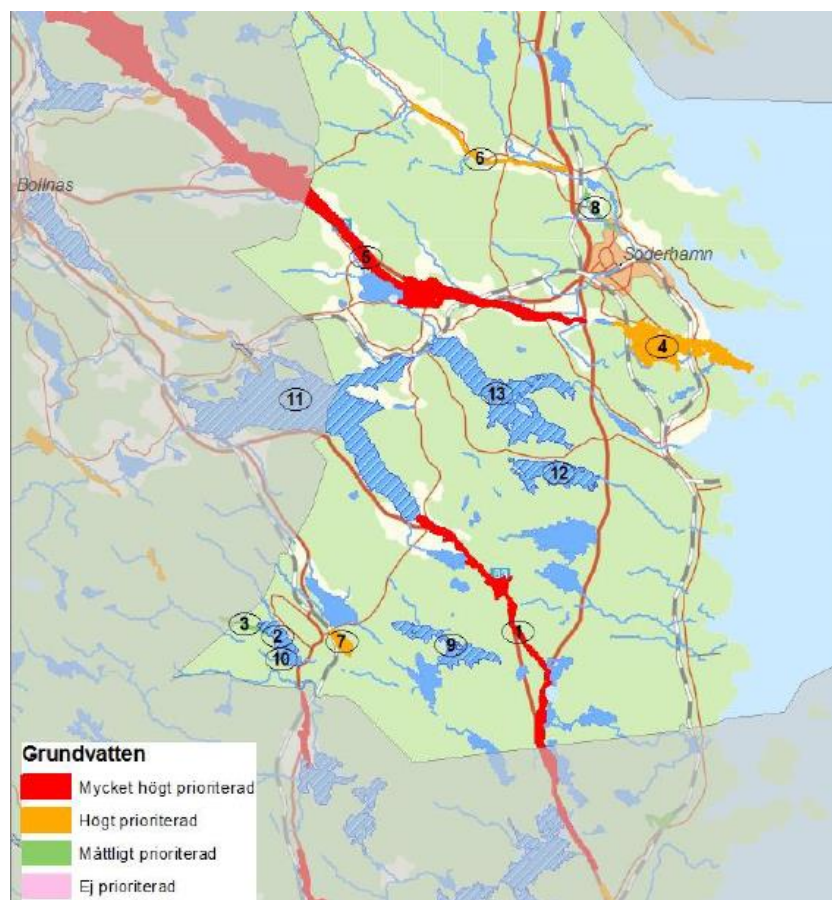 6
Bollnas
8
Söderhamn
5
4
11
13
12
3
2
10
7
9
1
Grundvatten
Mycket högt prioriterad
Högt prioriterad
Måttligt prioriterad
Ej prioriterad